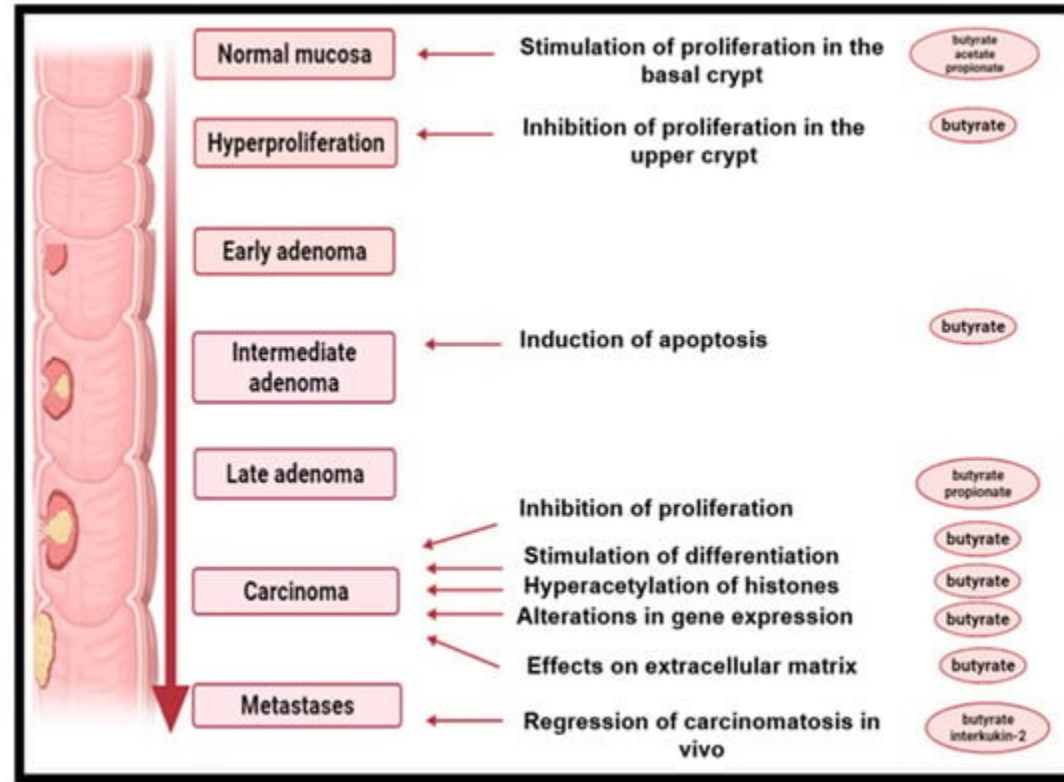 Normal mucosa
Stimulation of proliferation in the
basal crypt
butyrate
acetate
propionate
Hyperproliferation
Inhibition of proliferation in the
upper crypt
butyrate
Early adenoma
Intermediate
adenoma
Induction of apoptosis
butyrate
Late adenoma
butyrate
propionate
Inhibition of proliferation
butyrate
Stimulation of differentiation
Carcinoma
Hyperacetylation of histones
butyrate
Alterations in gene expression
butyrate
Effects on extracellular matrix
butyrate
Metastases
Regression of carcinomatosis in
vivo
butyrate
interkukin-2